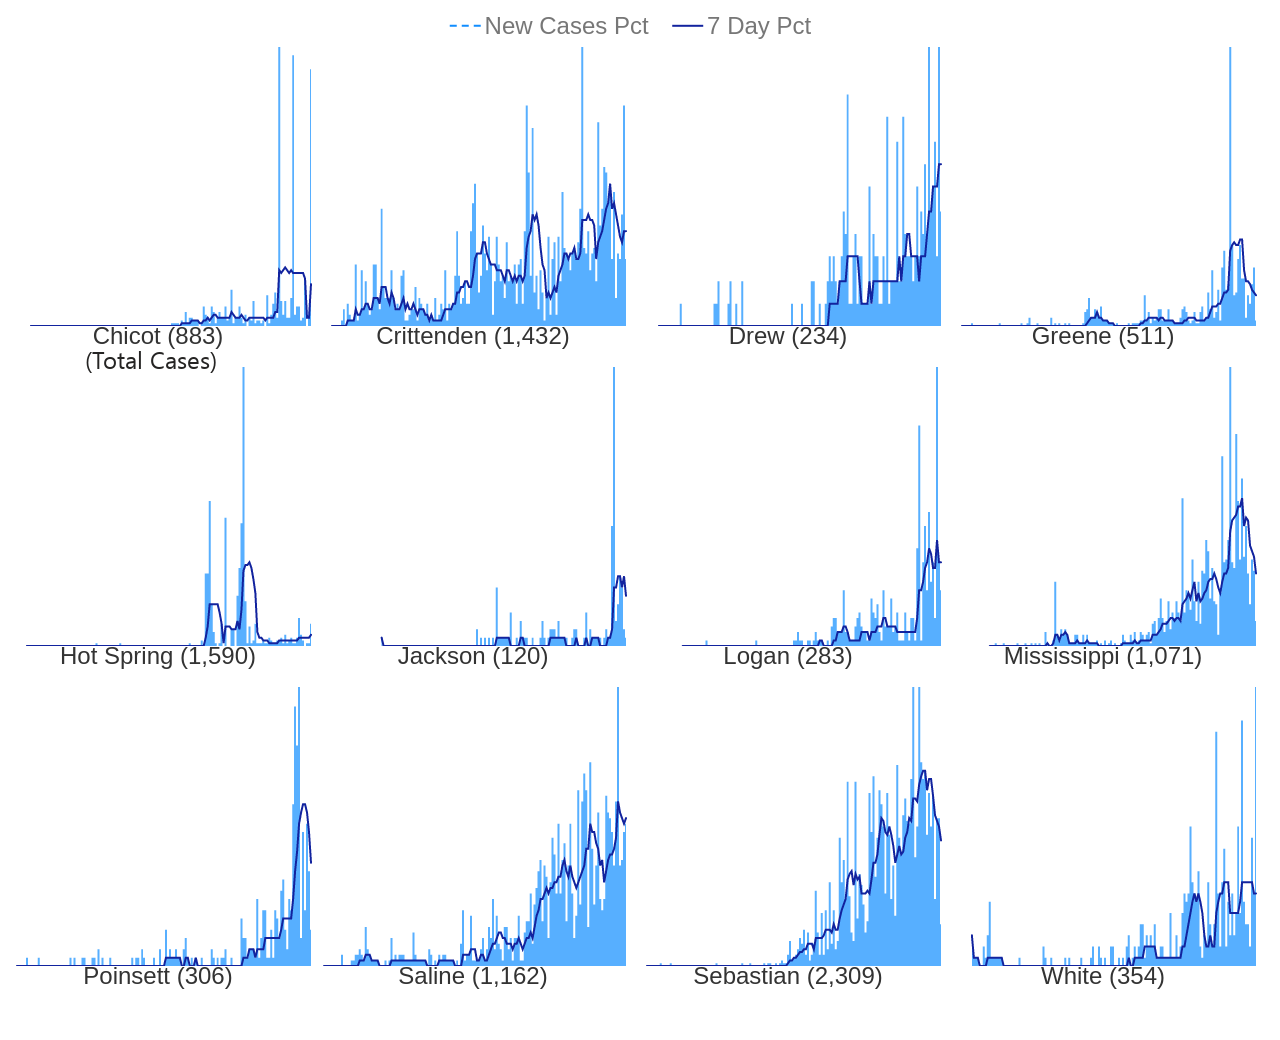 New Cases Pct 7 Day Pct
Chicot (883) Crittenden (1,432) Drew (234) Greene (511)
(Total Cases)
Hot Spring (1,590) Jackson (120) Logan (283) Mississippi (1,071)
Poinsett (306) Saline (1,162) Sebastian (2,309) White (354)